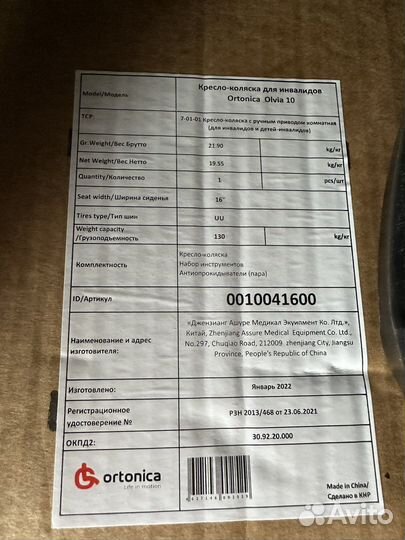 Model/Модель
Кресло-коляска для инвалидов
Ortonica Olvia 10
ТСР
7-01-01 Кресло-коляска с ручным приводом комнатная
(для инвалидов и детей-инвалидов)
Gr.Weight/Вес Брутто 21.90 kg/кг
Net Weight/Вес Нетто 19.55 kg/кг
Quantity/Количество 1 pcs/шт
Seat width/Ширина сиденья 16"
Tires type/Тип шин UU
Weight capacity
/Грузоподъемность 130 kg/кг
Комплектность
Кресло-коляска
Набор инструментов
Антиопрокидыватели (пара)
ID/Артикул 0010041600
Наименование и адрес
изготовителя:
«Джензианг Ашуре Медикал Экуипмент Ко. Лтд.»,
Китай, Zhenjiang Assure Medical Equipment Co., Ltd.,
No.297, Chuqiao Road, 212009. zhenjiang City, Jiangsu
Province, People's Republic of China
Изготовлено: Январь 2022
Регистрационное
удостоверение №
РЗН 2013/468 от 23.06.2021
ОКПД2: 30.92.20.000
ortonica
Life in motion
Made in China/
Сделано в КНР
Avito